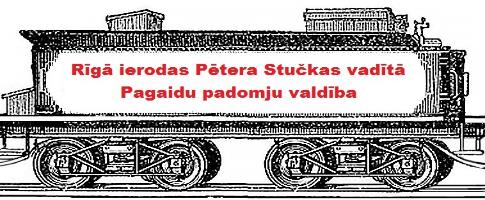 Rīgā ierodas Pētera Stučkas vadītā
Pagaidu padomju valdība